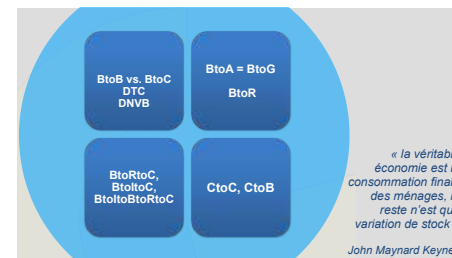 BtoB vs. BtoC
DTC
DNVB
BtoA = BtoG
BtoR
BtoRtoC,
BtoItoC,
BtoItoBtoRtoC
CtoC, CtoB
« la véritabl
économie est l
consommation fina
des ménages, l
reste n'est qu
variation de stock
John Maynard Keyne